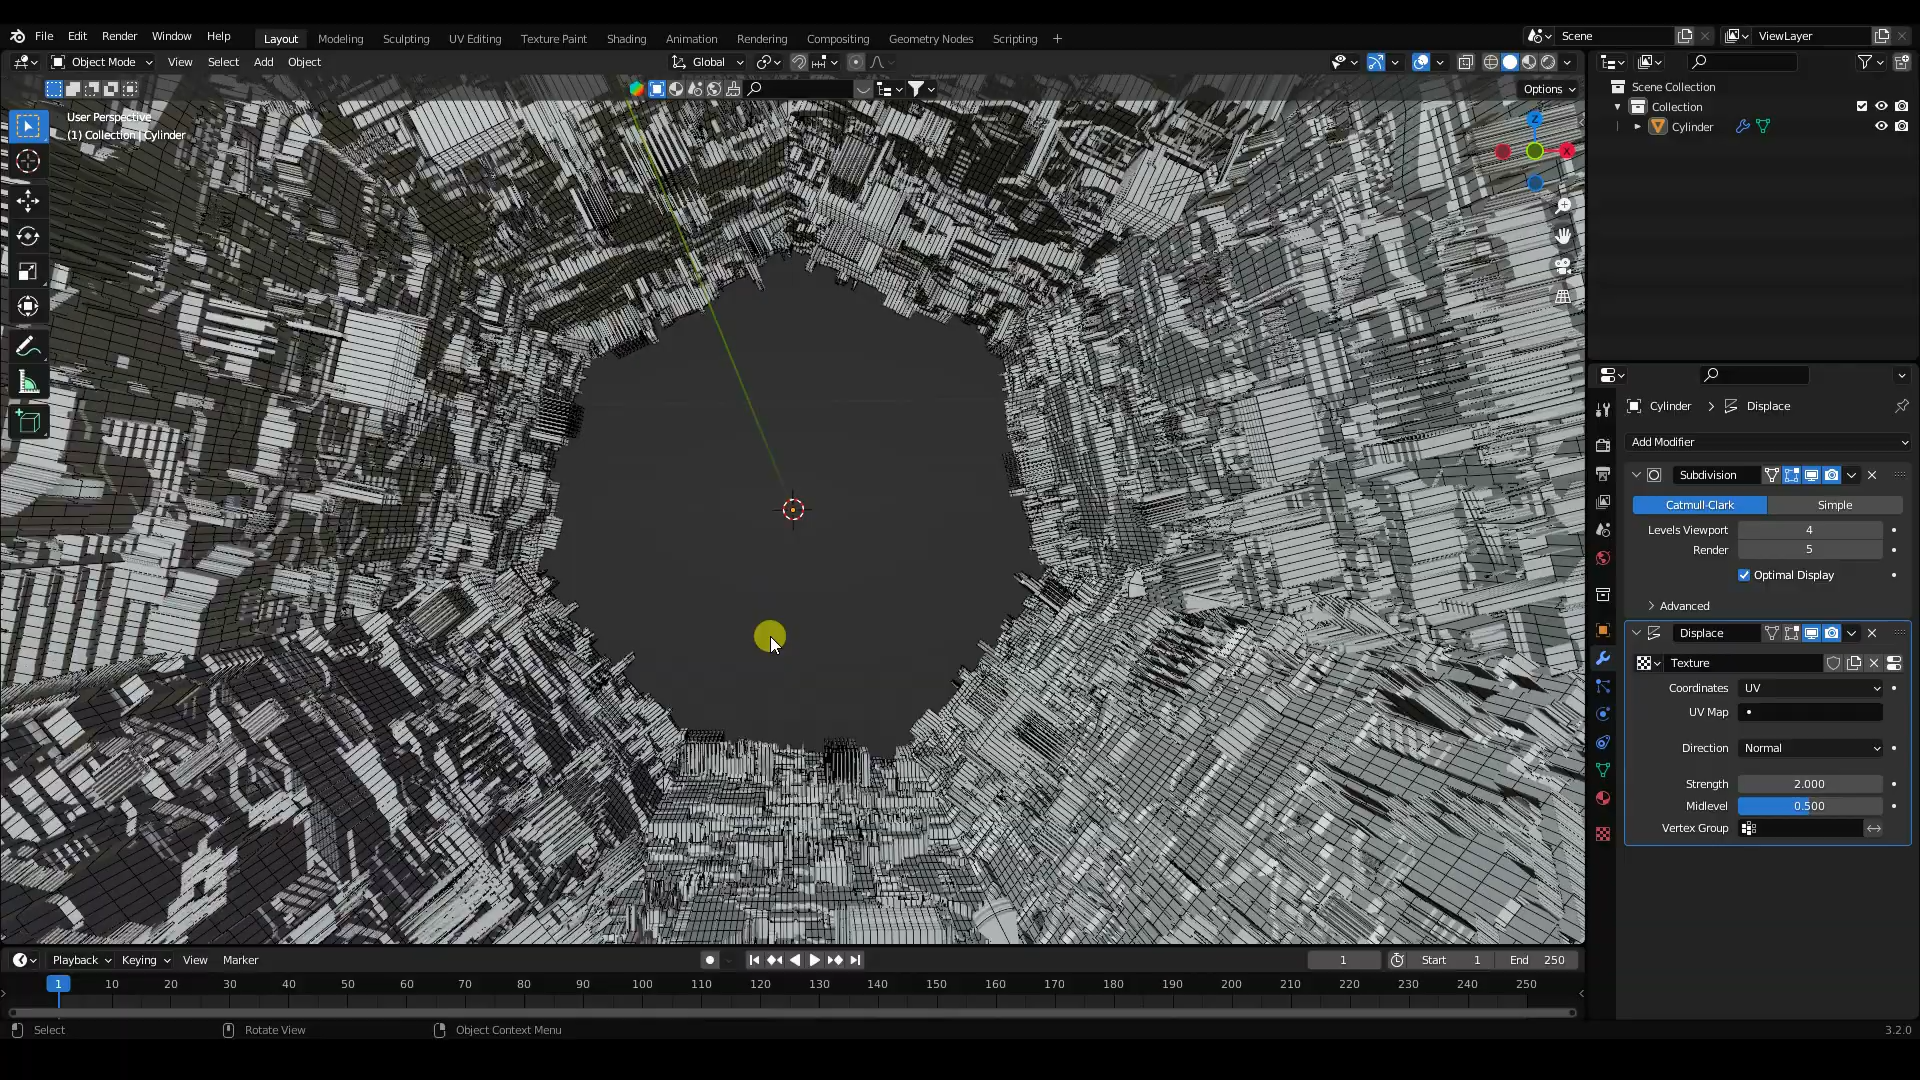 File Edit Render Window Help Layout Modeling Sculpting UV Editing Texture Paint Shading Animation Rendering Compositing Geometry Nodes Scripting + Scene ViewLayer
Object Mode View Select Add Object Global
Options
User Perspective
(1) Collection | Cylinder
Z
X
Scene Collection
Collection
Cylinder
Cylinder > Displace
Add Modifier
Subdivision
Catmull-Clark Simple
Levels Viewport 4
Render 5
Optimal Display
Advanced
Displace
Texture
Coordinates UV
UV Map
Direction Normal
Strength 2.000
Midlevel 0.500
Vertex Group
Playback Keying View Marker 1 Start 1 End 250
1 10 20 30 40 50 60 70 80 90 100 110 120 130 140 150 160 170 180 190 200 210 220 230 240 250
Select Rotate View Object Context Menu 3.2.0